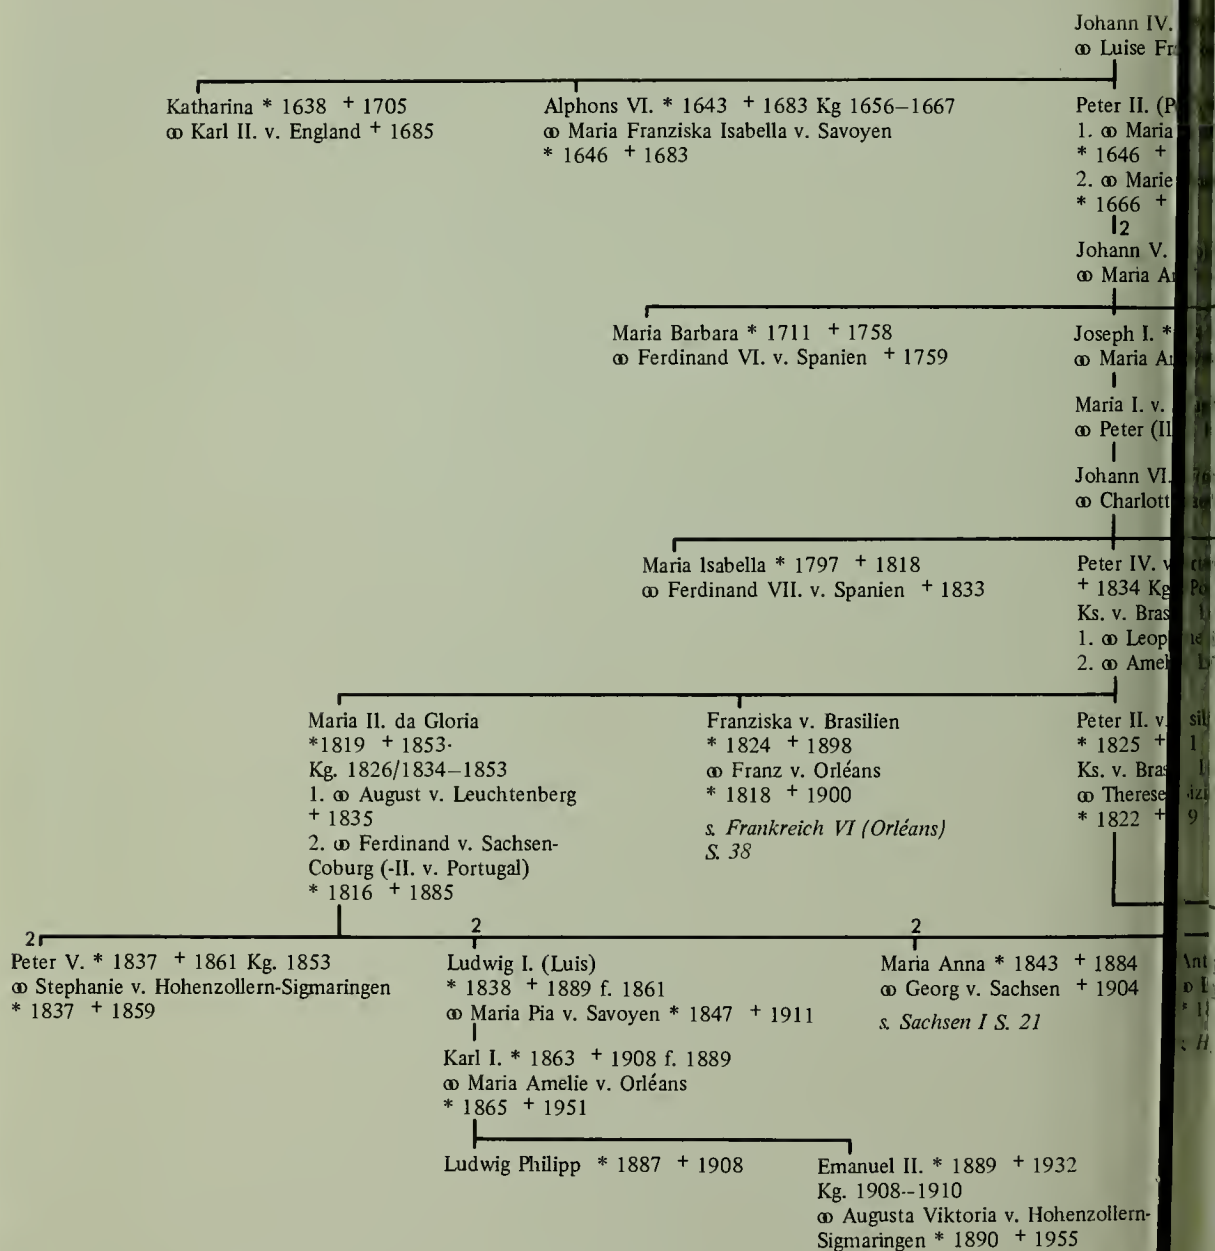 Johann IV.
⚭ Luise
Katharina * 1638 + 1705
⚭ Karl II. v. England + 1685
Alphons VI. * 1643 + 1683 Kg 1656–1667
⚭ Maria Franziska Isabella v. Savoyen
* 1646 + 1683
Peter II.
1. ⚭ Maria
* 1646 +
2. ⚭ Marie
* 1666 +
2
Johann V.
⚭ Maria
Maria Barbara * 1711 + 1758
⚭ Ferdinand VI. v. Spanien + 1759
Joseph I. *
⚭ Maria
Maria I. v.
⚭ Peter
Johann VI.
⚭
Maria Isabella * 1797 + 1818
⚭ Ferdinand VII. v. Spanien + 1833
Peter IV. v
+ 1834 Kg
Ks. v.
1. ⚭
2. ⚭
Maria II. da Gloria
*1819 + 1853·
Kg. 1826/1834–1853
1. ⚭ August v. Leuchtenberg
+ 1835
2. ⚭ Ferdinand v. Sachsen-
Coburg (-II. v. Portugal)
* 1816 + 1885
Franziska v. Brasilien
* 1824 + 1898
⚭ Franz v. Orléans
* 1818 + 1900
s. Frankreich VI (Orléans)
S. 38
Peter II. v.
* 1825 +
Ks. v.
⚭ Therese
* 1822 +
2
Peter V. * 1837 + 1861 Kg. 1853
⚭ Stephanie v. Hohenzollern-Sigmaringen
* 1837 + 1859
2
Ludwig I. (Luis)
* 1838 + 1889 f. 1861
⚭ Maria Pia v. Savoyen * 1847 + 1911
2
Maria Anna * 1843 + 1884
⚭ Georg v. Sachsen + 1904
s. Sachsen I S. 21
Karl I. * 1863 + 1908 f. 1889
⚭ Maria Amelie v. Orléans
* 1865 + 1951
Ludwig Philipp * 1887 + 1908
Emanuel II. * 1889 + 1932
Kg. 1908--1910
⚭ Augusta Viktoria v. Hohenzollern-
Sigmaringen * 1890 + 1955